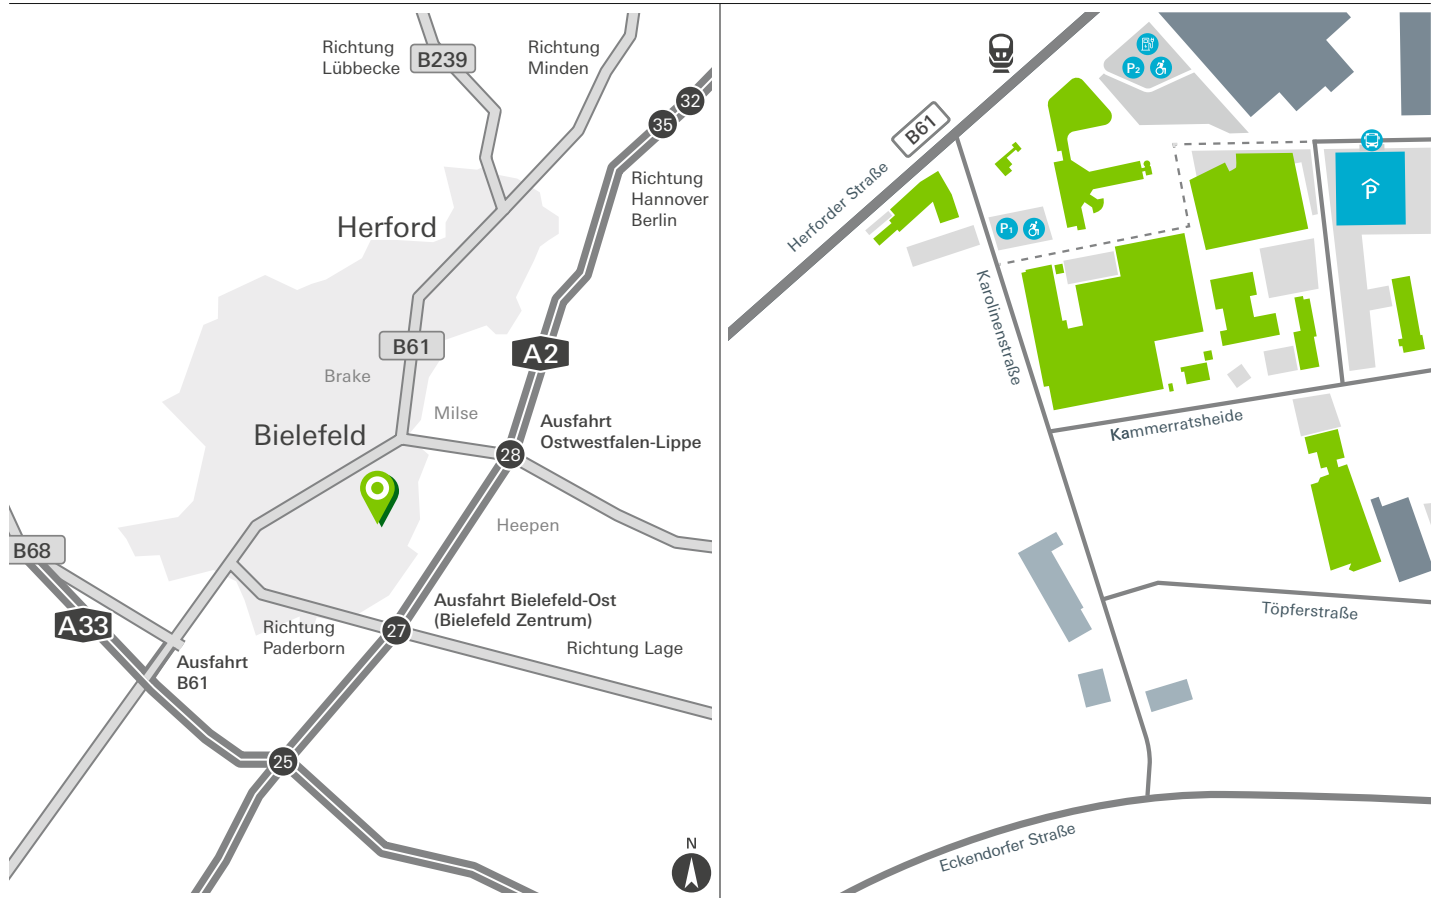 Richtung
Lübbecke
B239
Richtung
Minden
32
35
Richtung
Hannover
Berlin
Herford
B61
A2
Brake
Milse
Ausfahrt
Ostwestfalen-Lippe
Bielefeld
28
Heepen
B68
A33
Ausfahrt Bielefeld-Ost
(Bielefeld Zentrum)
27
Richtung
Paderborn
Richtung Lage
Ausfahrt
B61
25
N
P2
B61
Herforder Straße
P
P1
Karolinenstraße
Kammerratsheide
Töpferstraße
Eckendorfer Straße